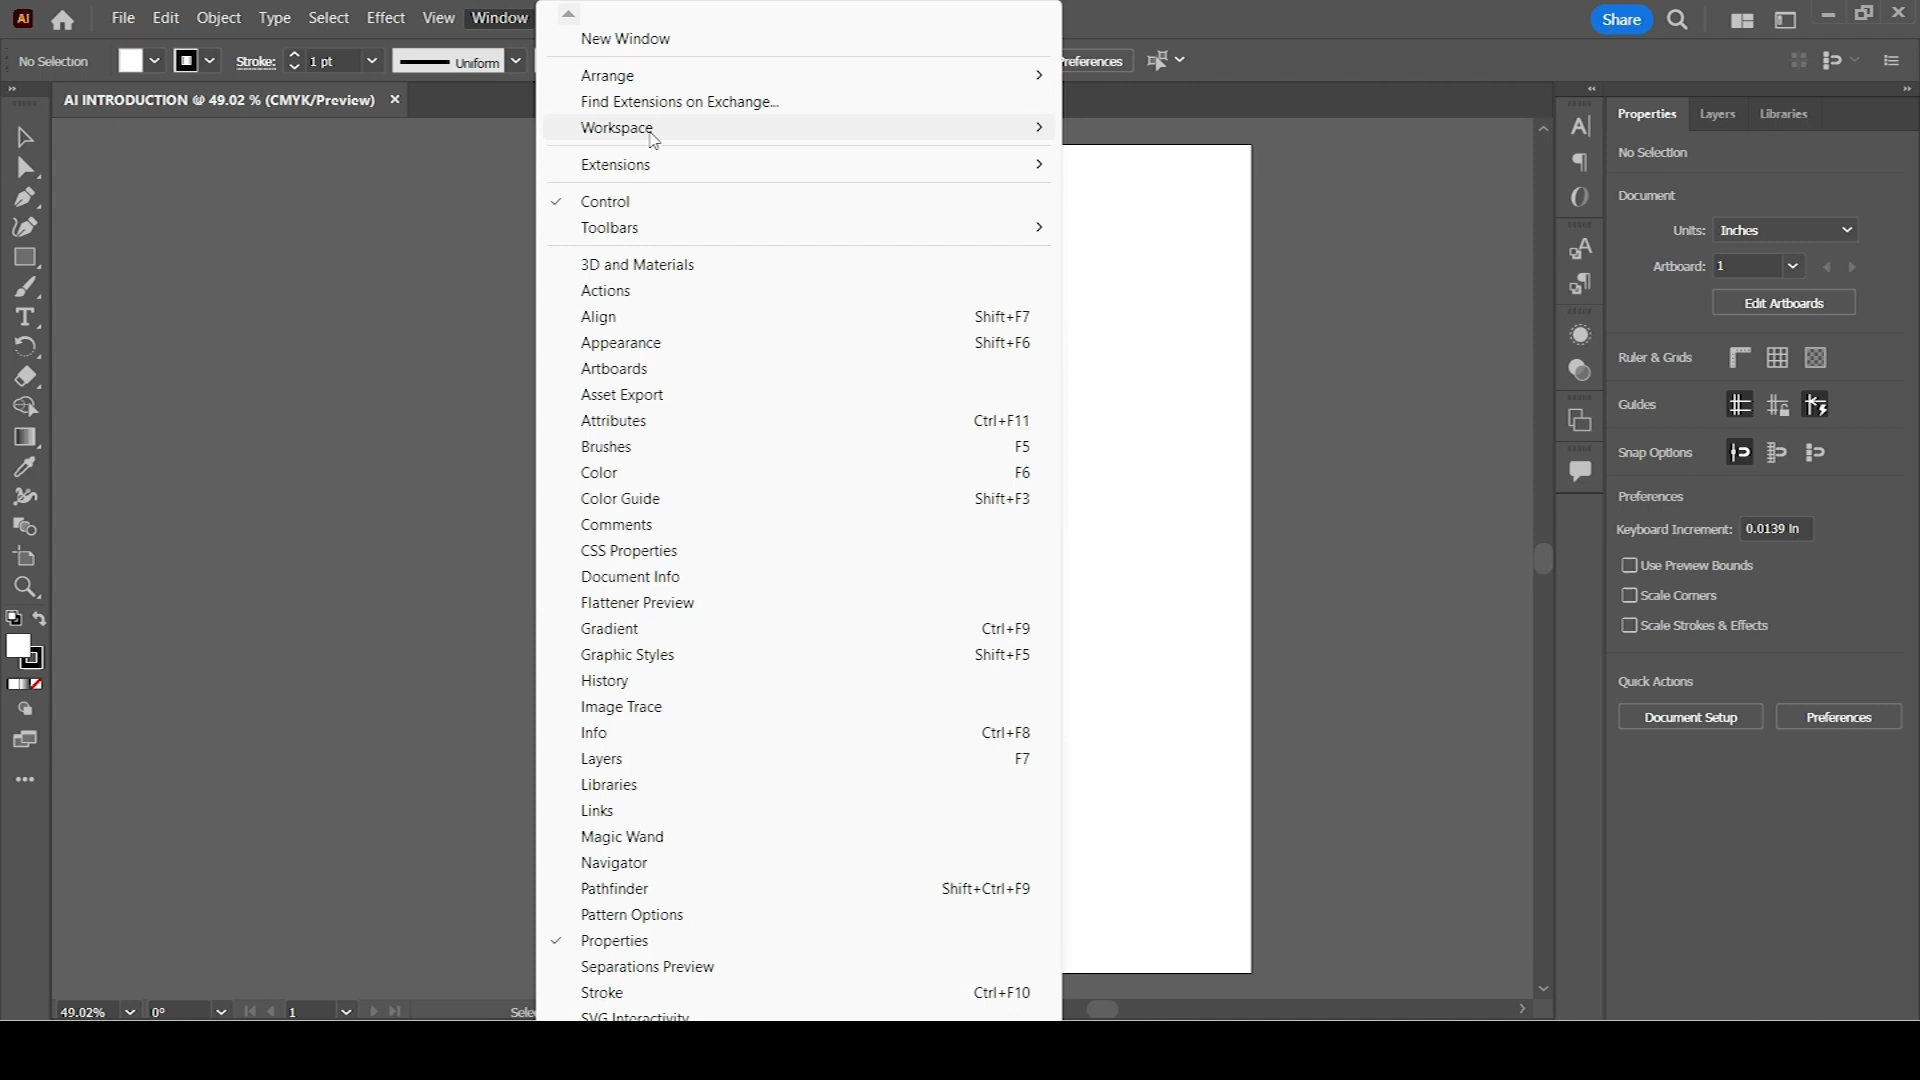 Ai File Edit Object Type Select Effect View Window Share
No Selection Stroke: 1 pt Uniform references
AI INTRODUCTION @ 49.02 % (CMYK/Preview) ×
New Window
Arrange
Find Extensions on Exchange...
Workspace
Extensions
Control
Toolbars
3D and Materials
Actions
Align Shift+F7
Appearance Shift+F6
Artboards
Asset Export
Attributes Ctrl+F11
Brushes F5
Color F6
Color Guide Shift+F3
Comments
CSS Properties
Document Info
Flattener Preview
Gradient Ctrl+F9
Graphic Styles Shift+F5
History
Image Trace
Info Ctrl+F8
Layers F7
Libraries
Links
Magic Wand
Navigator
Pathfinder Shift+Ctrl+F9
Pattern Options
Properties
Separations Preview
Stroke Ctrl+F10
SVG Interactivity
Properties Layers Libraries
No Selection
Document
Units: Inches
Artboard: 1
Edit Artboards
Ruler & Grids
Guides
Snap Options
Preferences
Keyboard Increment: 0.0139 in
Use Preview Bounds
Scale Corners
Scale Strokes & Effects
Quick Actions
Document Setup Preferences
49.02% 0° 1 Sele